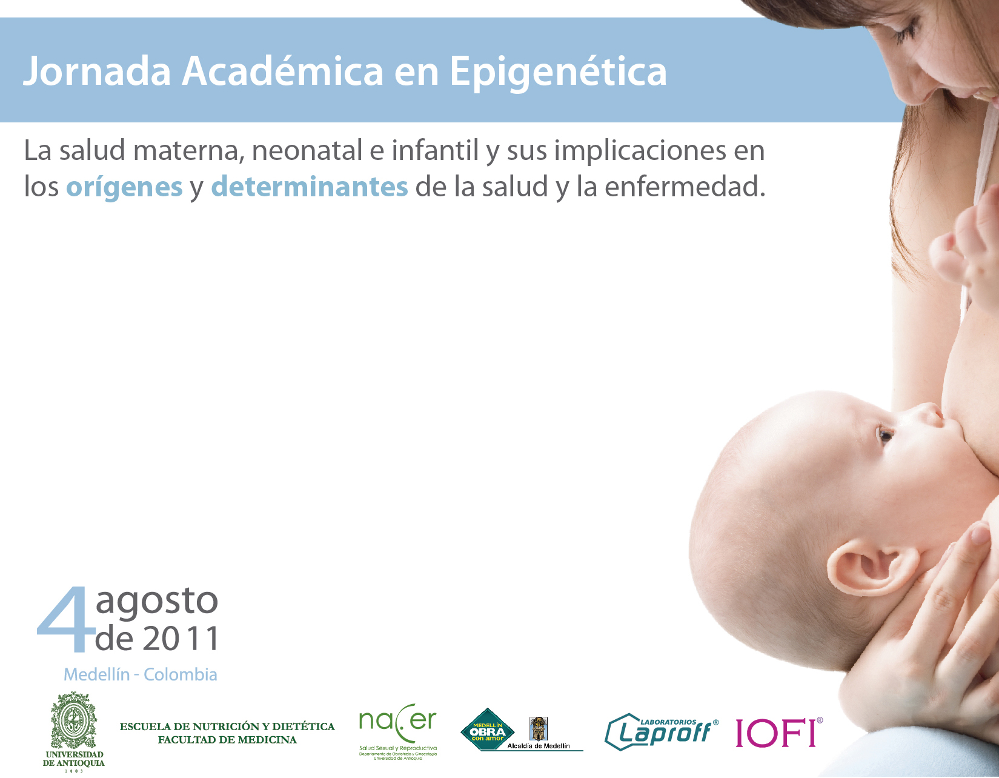 Jornada Académica en Epigenética
La salud materna, neonatal e infantil y sus implicaciones en
los orígenes y determinantes de la salud y la enfermedad.
4 agosto
de 2011
Medellín - Colombia
UNIVERSIDAD
DE ANTIOQUIA
1803
ESCUELA DE NUTRICIÓN Y DIETÉTICA
FACULTAD DE MEDICINA
nacer
Salud Sexual y Reproductiva
Departamento de Obstetricia y Ginecología
Universidad de Antioquia
MEDELLÍN
OBRA
con amor
Alcaldía de Medellín
LABORATORIOS
Laproff®
IOFI®